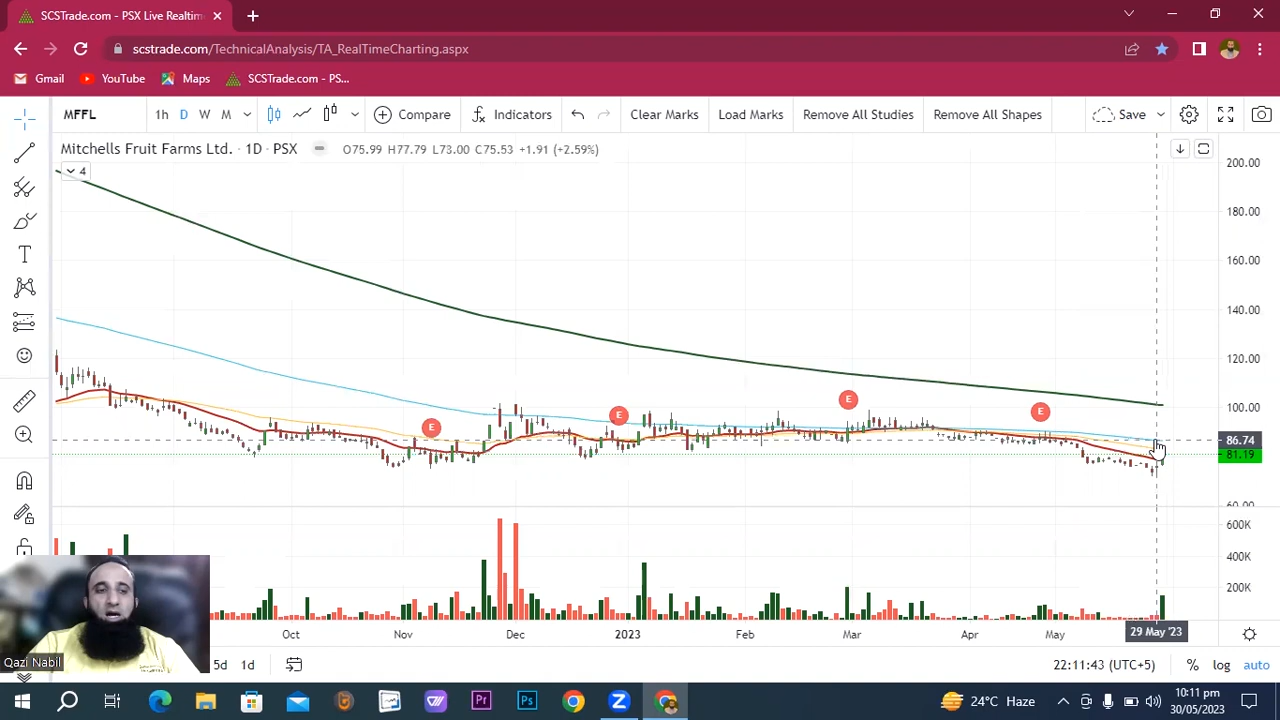 SCSTrade.com - PSX Live Realtim
scstrade.com/TechnicalAnalysis/TA_RealTimeCharting.aspx
Gmail YouTube Maps SCSTrade.com - PS...
MFFL 1h D W M Compare Indicators Clear Marks Load Marks Remove All Studies Remove All Shapes Save
Mitchells Fruit Farms Ltd. · 1D · PSX O75.99 H77.79 L73.00 C75.53 +1.91 (+2.59%)
4
200.00
180.00
160.00
140.00
120.00
100.00
86.74
81.19
60.00
600K
400K
200K
E
E
E
E
Oct Nov Dec 2023 Feb Mar Apr May 29 May '23
Qazi Nabil
5d 1d 22:11:43 (UTC+5) % log auto
24°C Haze
10:11 pm
30/05/2023